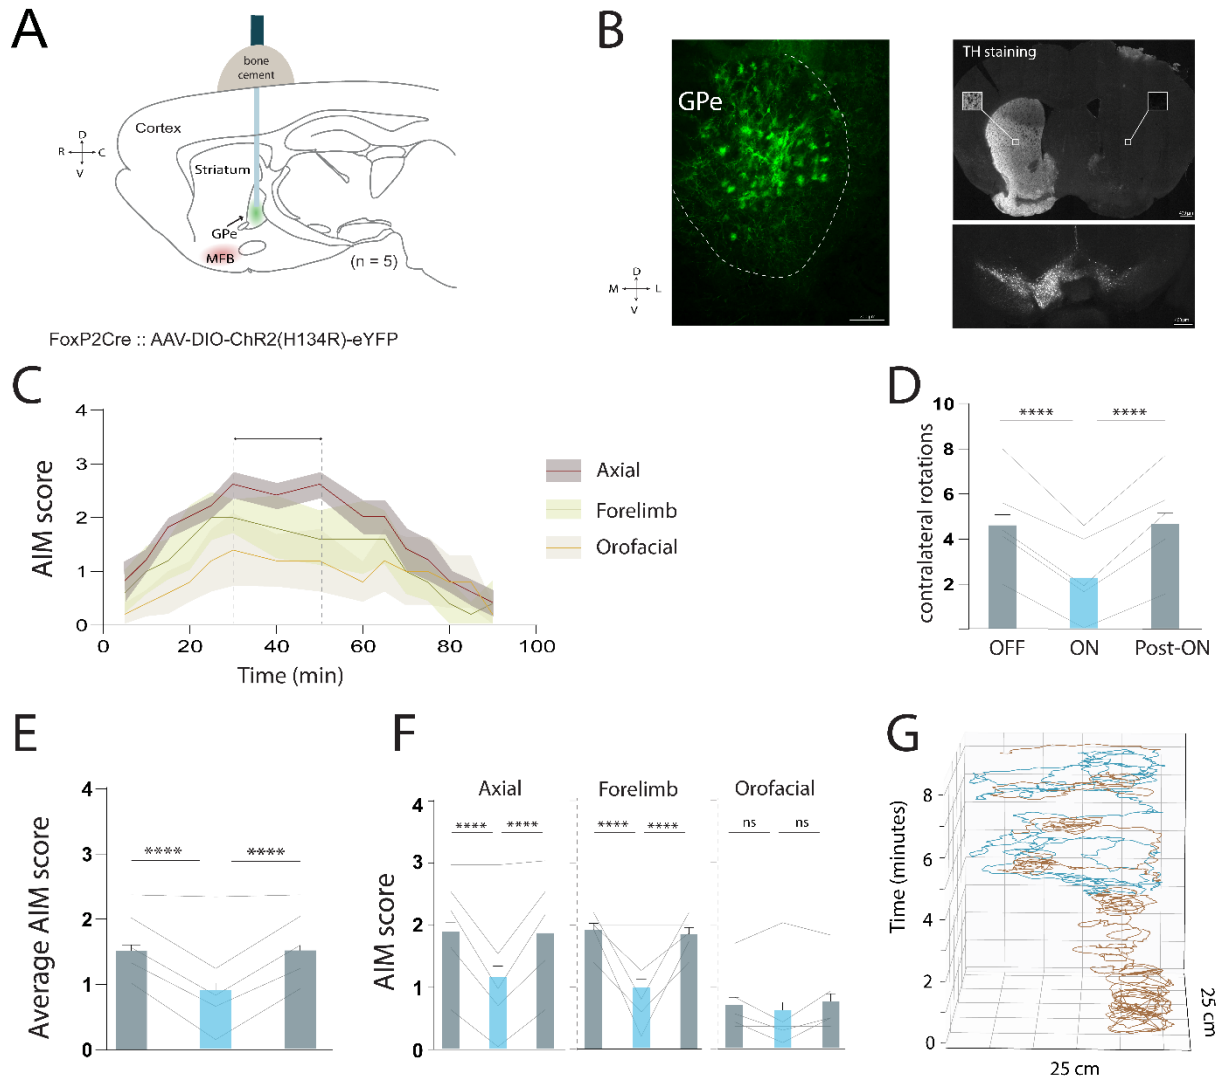 A
bone
cement
Cortex
D
R
C
V
Striatum
GPe
MFB
(n = 5)
FoxP2Cre :: AAV-DIO-ChR2(H134R)-eYFP
B
GPe
D
M
L
V
TH staining
C
4
3
2
1
0
AIM score
0
20
40
60
80
100
Time (min)
Axial
Forelimb
Orofacial
D
10
8
6
4
2
contralateral rotations
****
****
OFF
ON
Post-ON
E
4
3
2
1
0
Average AIM score
****
****
F
Axial
Forelimb
Orofacial
4
3
2
1
0
AIM score
****
****
****
****
ns
ns
G
8
6
4
2
0
Time (minutes)
25 cm
25 cm